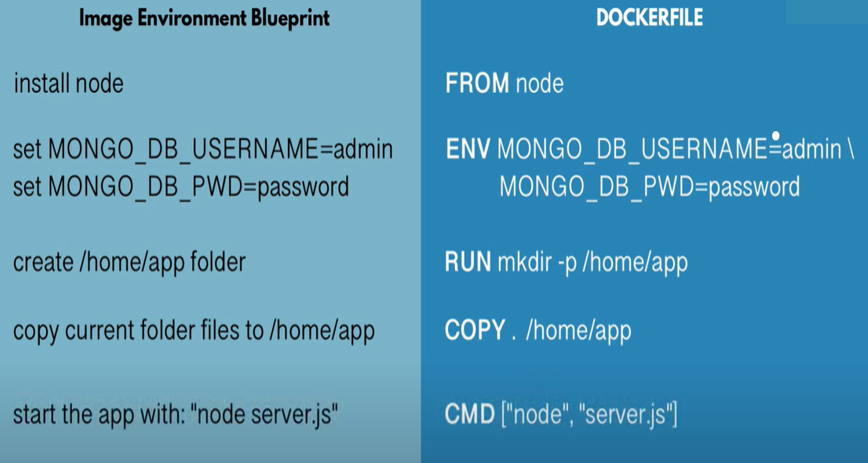 Image Environment Blueprint
install node
set MONGO_DB_USERNAME=admin
set MONGO_DB_PWD=password
create /home/app folder
copy current folder files to /home/app
start the app with: "node server.js"
DOCKERFILE
FROM node
ENV MONGO_DB_USERNAME=admin \
MONGO_DB_PWD=password
RUN mkdir -p /home/app
COPY . /home/app
CMD ["node", "server.js"]